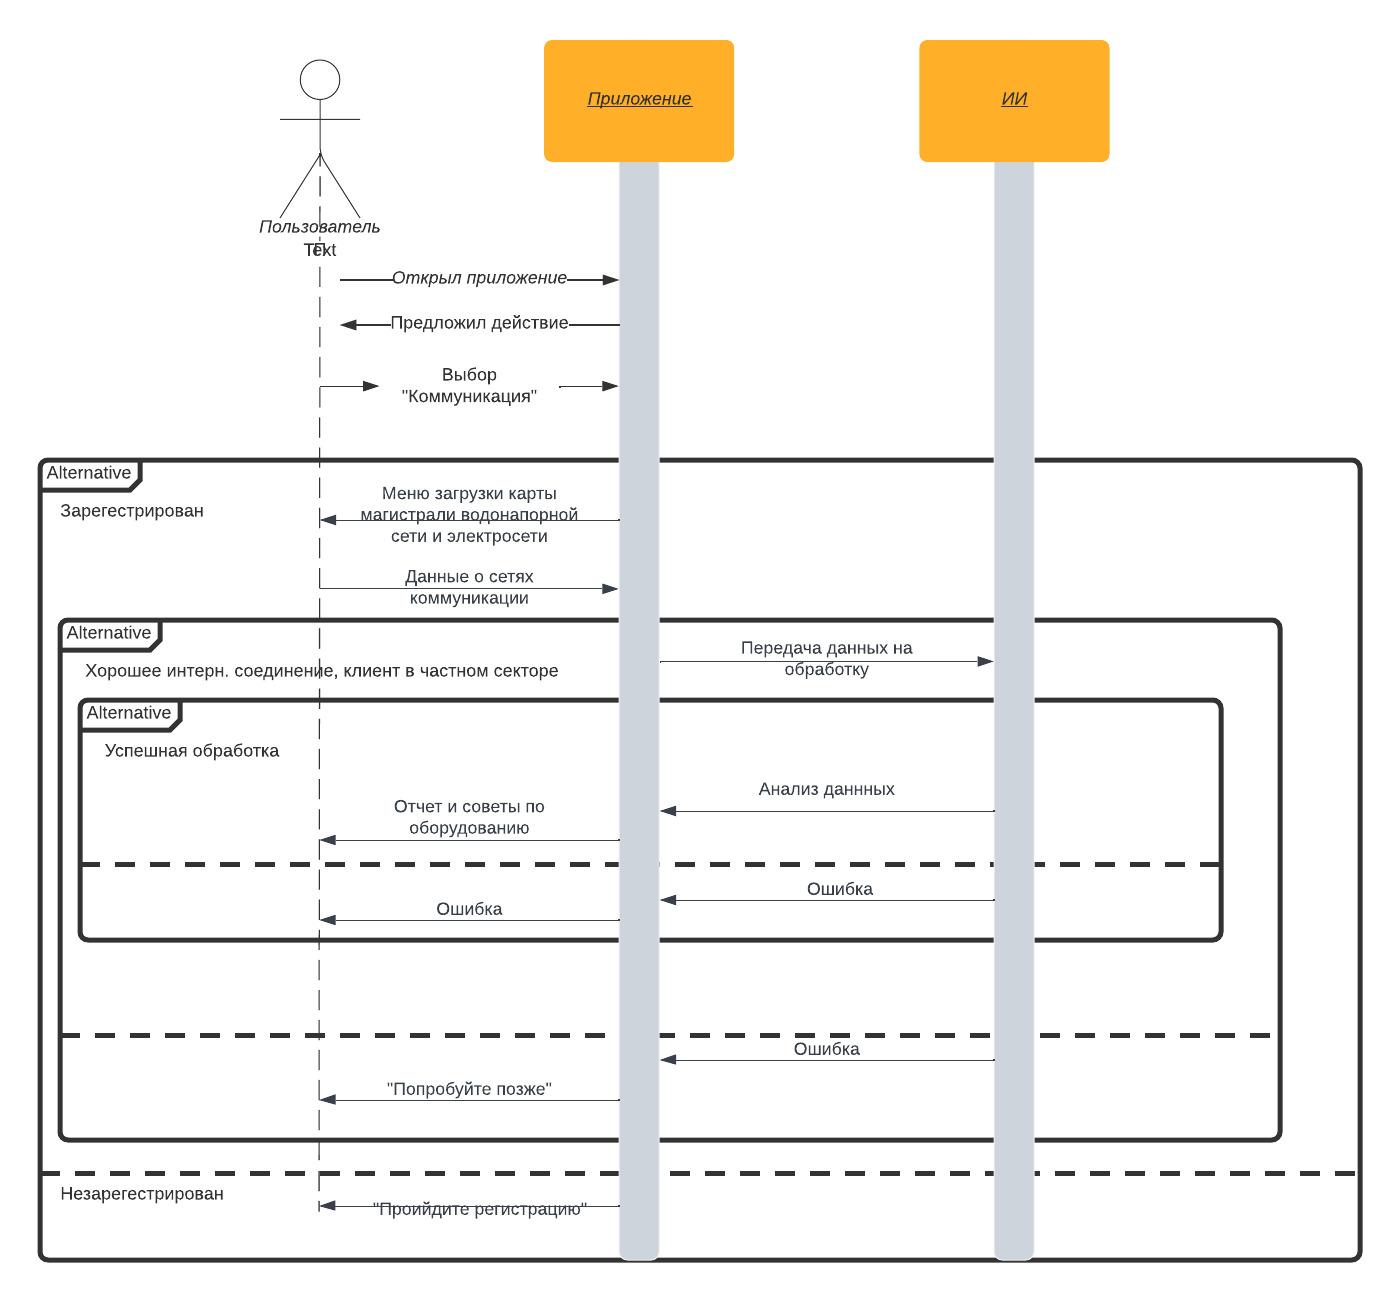 Приложение
ИИ
Пользователь
Text
Открыл приложение
Предложил действие
Выбор
"Коммуникация"
Alternative
Зарегестрирован
Меню загрузки карты
магистрали водонапорной
сети и электросети
Данные о сетях
коммуникации
Alternative
Хорошее интерн. соединение, клиент в частном секторе
Передача данных на
обработку
Alternative
Успешная обработка
Анализ даннных
Отчет и советы по
оборудованию
Ошибка
Ошибка
Ошибка
"Попробуйте позже"
Незарегестрирован
"Проийдите регистрацию"